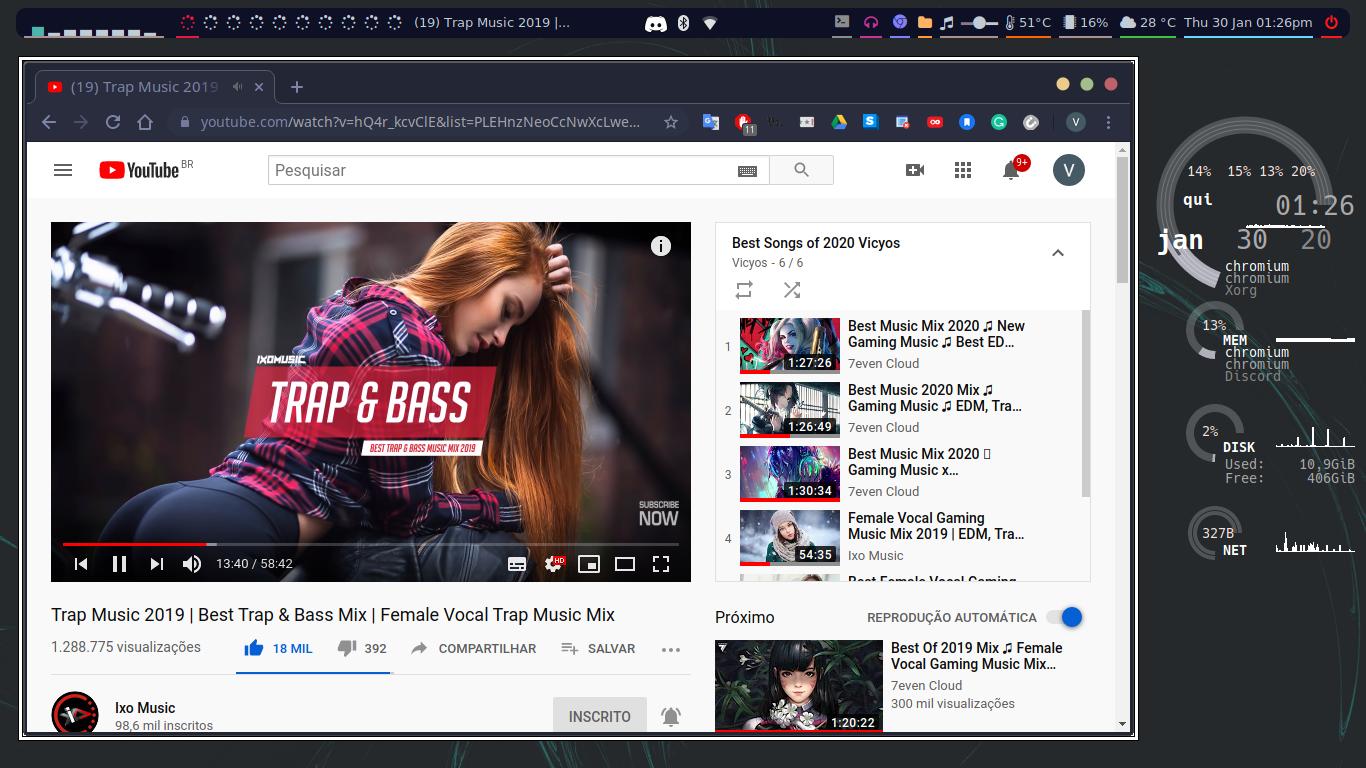 (19) Trap Music 2019 |...
51°C
16%
28 °C
Thu 30 Jan 01:26pm
(19) Trap Music 2019
youtube.com/watch?v=hQ4r_kcvClE&list=PLEHnzNeoCcNwXcLwe...
11
V
YouTube BR
Pesquisar
9+
V
i
IXOMUSIC
TRAP & BASS
BEST TRAP & BASS MUSIC MIX 2019
SUBSCRIBE
NOW
13:40 / 58:42
HD
Best Songs of 2020 Vicyos
Vicyos - 6 / 6
1
1:27:26
Best Music Mix 2020 ♫ New
Gaming Music ♫ Best ED...
7even Cloud
2
1:26:49
Best Music 2020 Mix ♫
Gaming Music ♫ EDM, Tra...
7even Cloud
3
1:30:34
Best Music Mix 2020
Gaming Music x...
7even Cloud
4
54:35
Female Vocal Gaming
Music Mix 2019 | EDM, Tra...
Ixo Music
Best Female Vocal Gaming
Trap Music 2019 | Best Trap & Bass Mix | Female Vocal Trap Music Mix
1.288.775 visualizações
18 MIL
392
COMPARTILHAR
SALVAR
Ixo Music
98,6 mil inscritos
INSCRITO
Próximo
REPRODUÇÃO AUTOMÁTICA
1:20:22
Best Of 2019 Mix ♫ Female
Vocal Gaming Music Mix...
7even Cloud
300 mil visualizações
14% 15% 13% 20%
qui
01:26
jan 30 20
chromium
chromium
Xorg
13%
MEM
chromium
chromium
Discord
2%
DISK
Used: 10,9GiB
Free: 406GiB
327B
NET